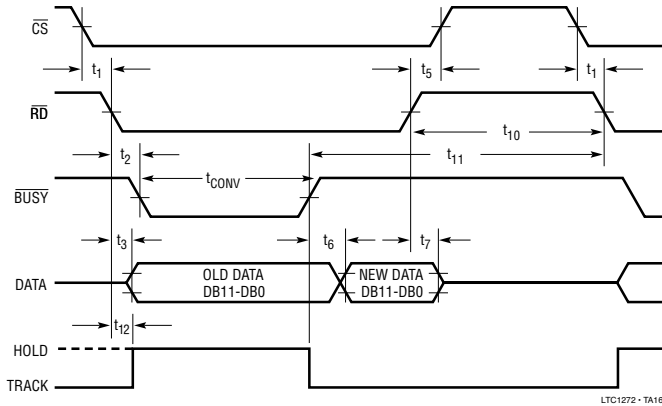 CS
t1 t5 t1
RD
t10
t2 t11
tCONV
BUSY
t3 t6 t7
OLD DATA NEW DATA
DATA
DB11-DB0 DB11-DB0
t12
HOLD
TRACK
LTC1272 • TA16